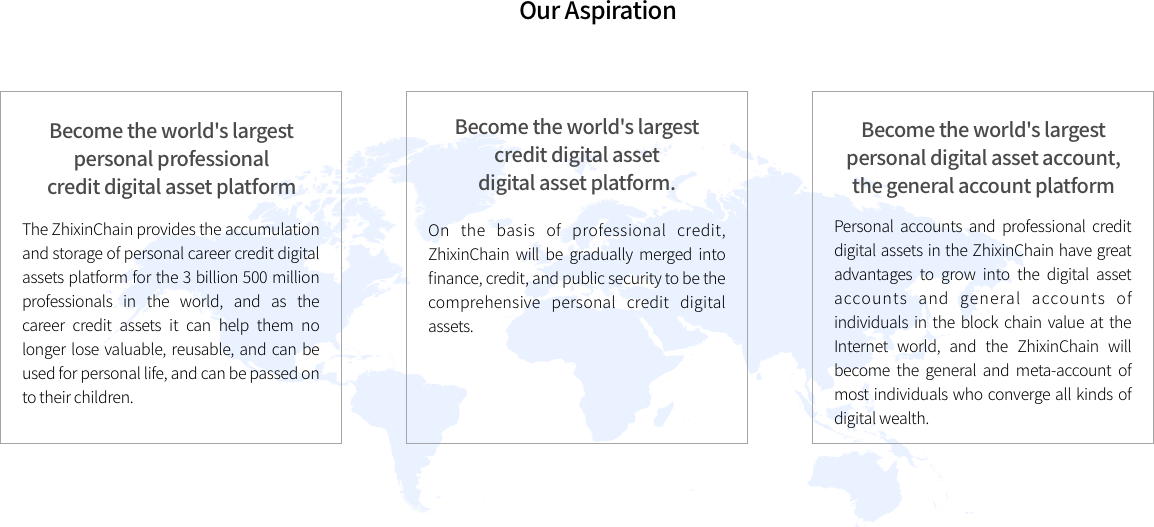 Our Aspiration
Become the world's largest
personal professional
credit digital asset platform
The ZhixinChain provides the accumulation
and storage of personal career credit digital
assets platform for the 3 billion 500 million
professionals in the world, and as the
career credit assets it can help them no
longer lose valuable, reusable, and can be
used for personal life, and can be passed on
to their children.
Become the world's largest
credit digital asset
digital asset platform.
On the basis of professional credit,
ZhixinChain will be gradually merged into
finance, credit, and public security to be the
comprehensive personal credit digital
assets.
Become the world's largest
personal digital asset account,
the general account platform
Personal accounts and professional credit
digital assets in the ZhixinChain have great
advantages to grow into the digital asset
accounts and general accounts of
individuals in the block chain value at the
Internet world, and the ZhixinChain will
become the general and meta-account of
most individuals who converge all kinds of
digital wealth.